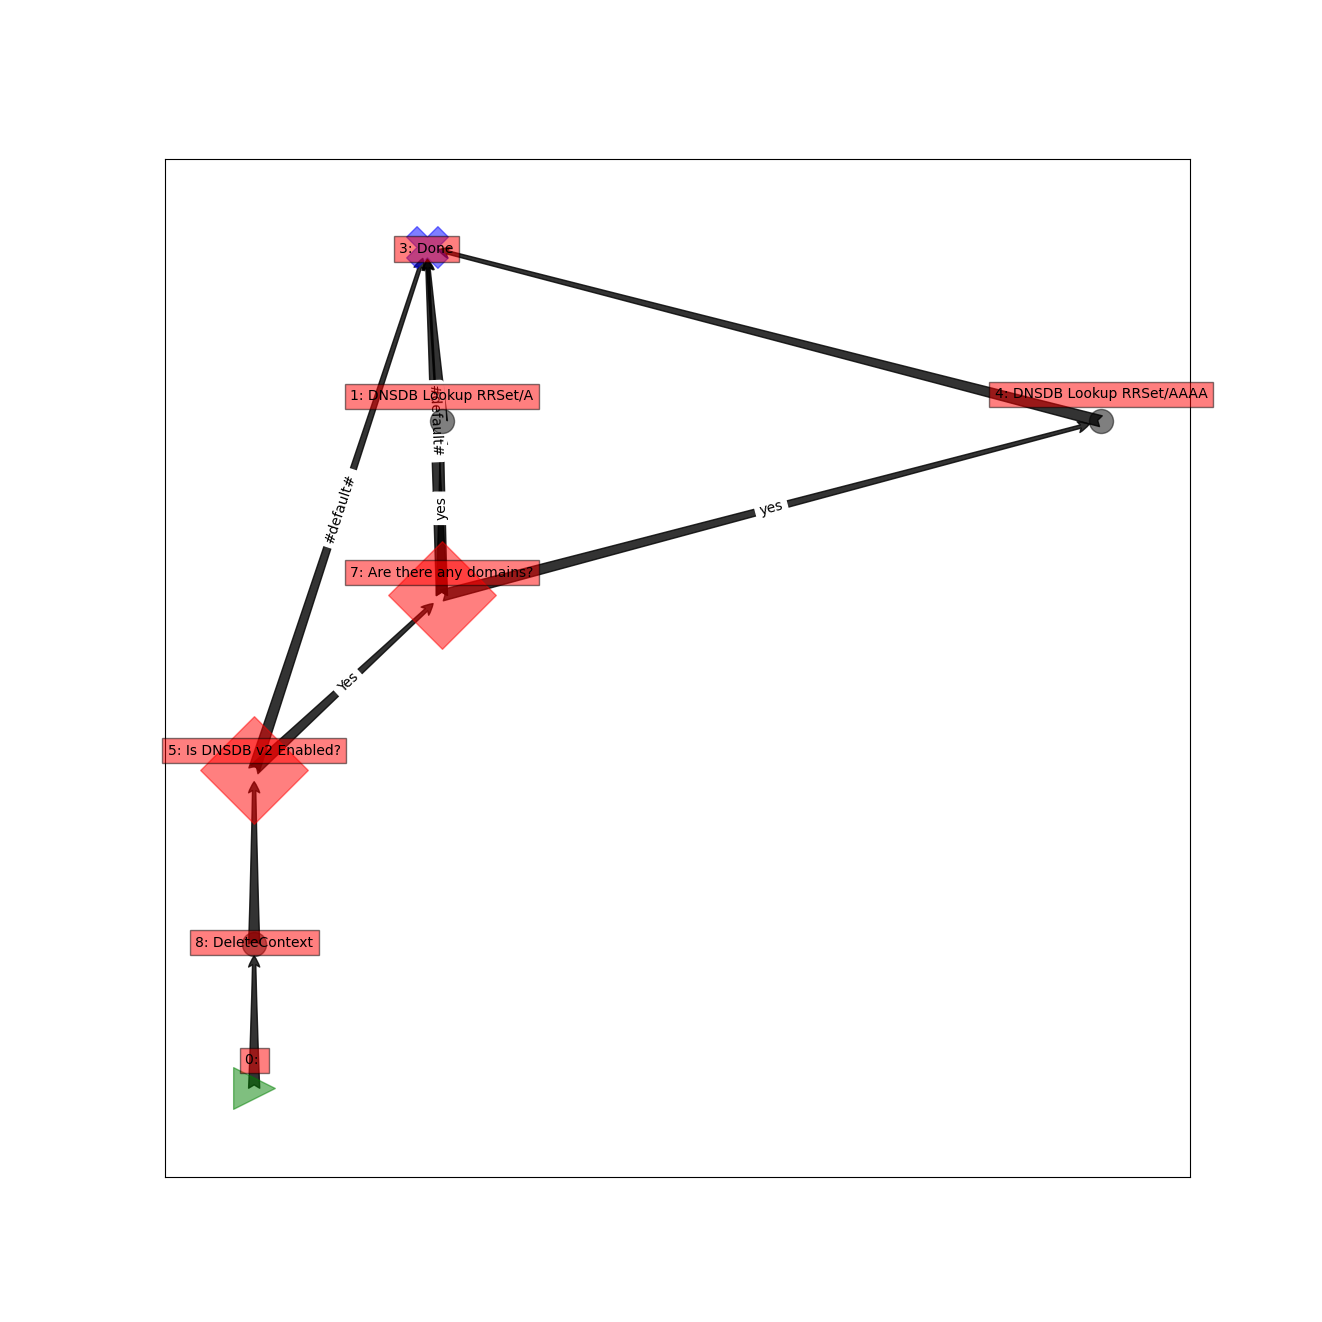 3: Done
4: DNSDB Lookup RRSet/AAAA
1: DNSDB Lookup RRSet/A
#default#
#default#
yes
yes
7: Are there any domains?
Yes
5: Is DNSDB v2 Enabled?
8: DeleteContext
0: